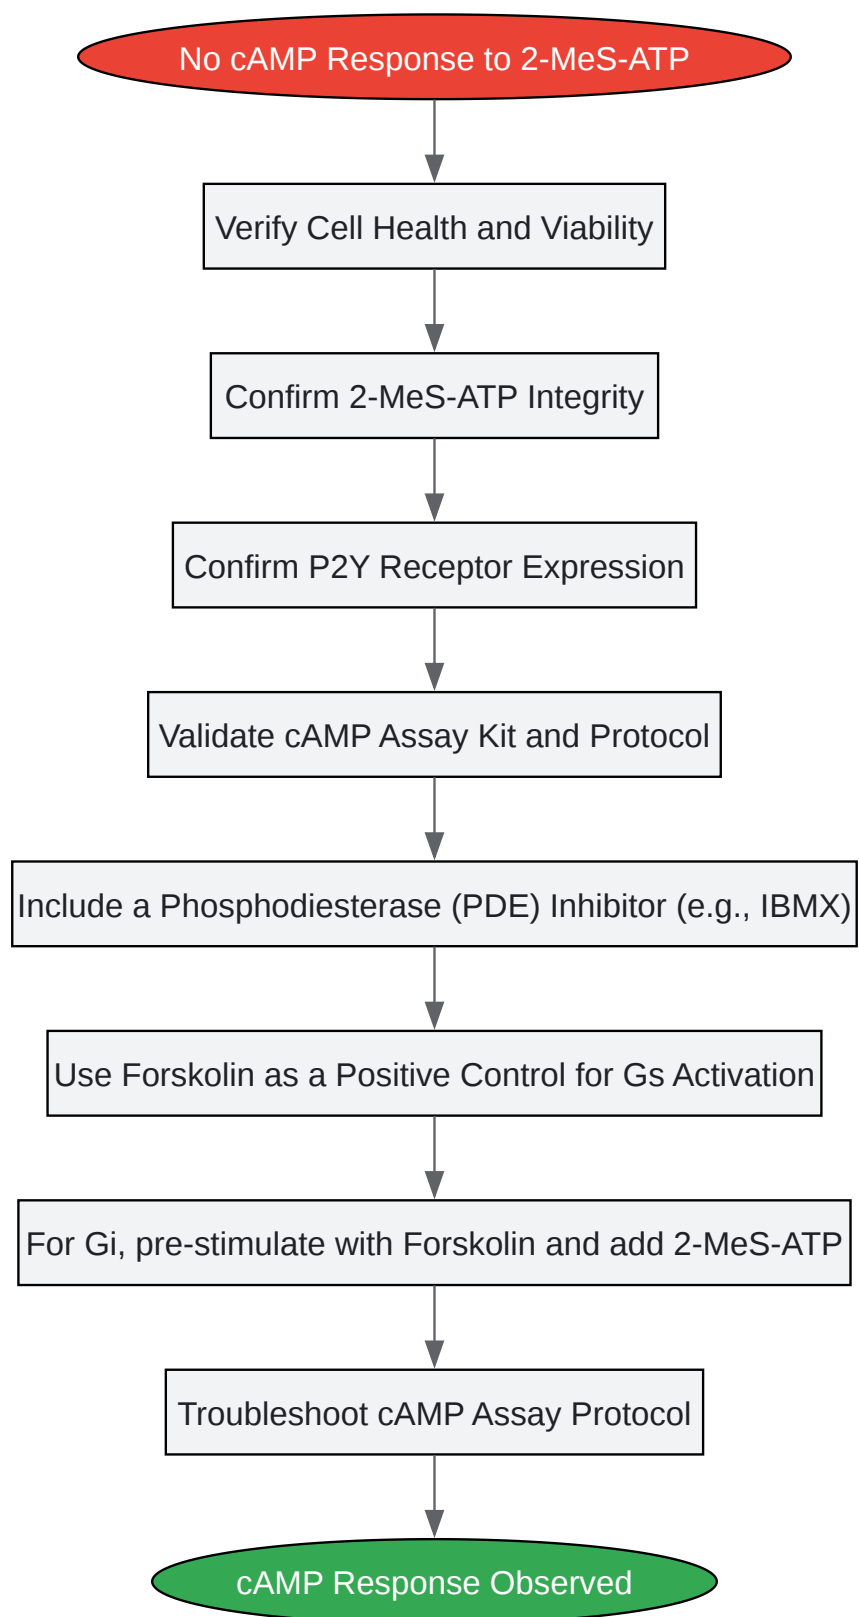 No cAMP Response to 2-MeS-ATP
Verify Cell Health and Viability
Confirm 2-MeS-ATP Integrity
Confirm P2Y Receptor Expression
Validate cAMP Assay Kit and Protocol
Include a Phosphodiesterase (PDE) Inhibitor (e.g., IBMX)
Use Forskolin as a Positive Control for Gs Activation
For Gi, pre-stimulate with Forskolin and add 2-MeS-ATP
Troubleshoot cAMP Assay Protocol
cAMP Response Observed